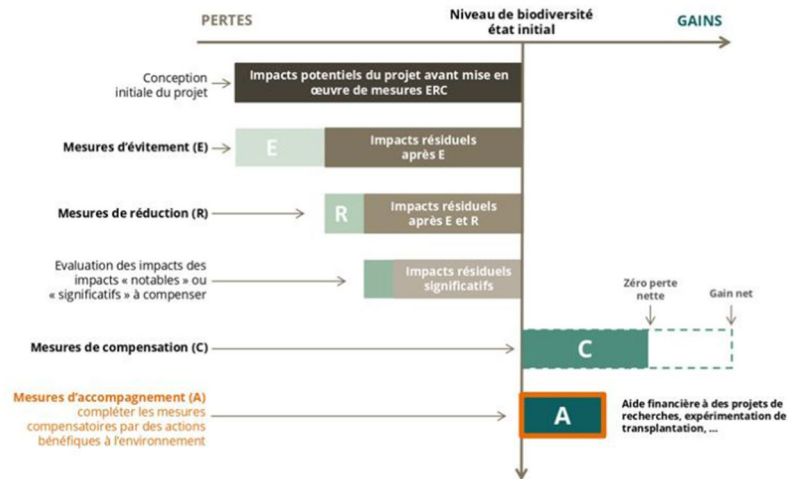 PERTES
Niveau de biodiversité
état initial
GAINS
Conception
initiale du projet
Impacts potentiels du projet avant mise en
œuvre de mesures ERC
Mesures d'évitement (E)
E
Impacts résiduels
après E
Mesures de réduction (R)
R
Impacts résiduels
après E et R
Evaluation des impacts des
impacts « notables » ou
« significatifs » à compenser
Impacts résiduels
significatifs
Zéro perte
nette
Gain net
Mesures de compensation (C)
C
Mesures d'accompagnement (A)
compléter les mesures
compensatoires par des actions
bénéfiques à l'environnement
A
Aide financière à des projets de
recherches, expérimentation de
transplantation, ...